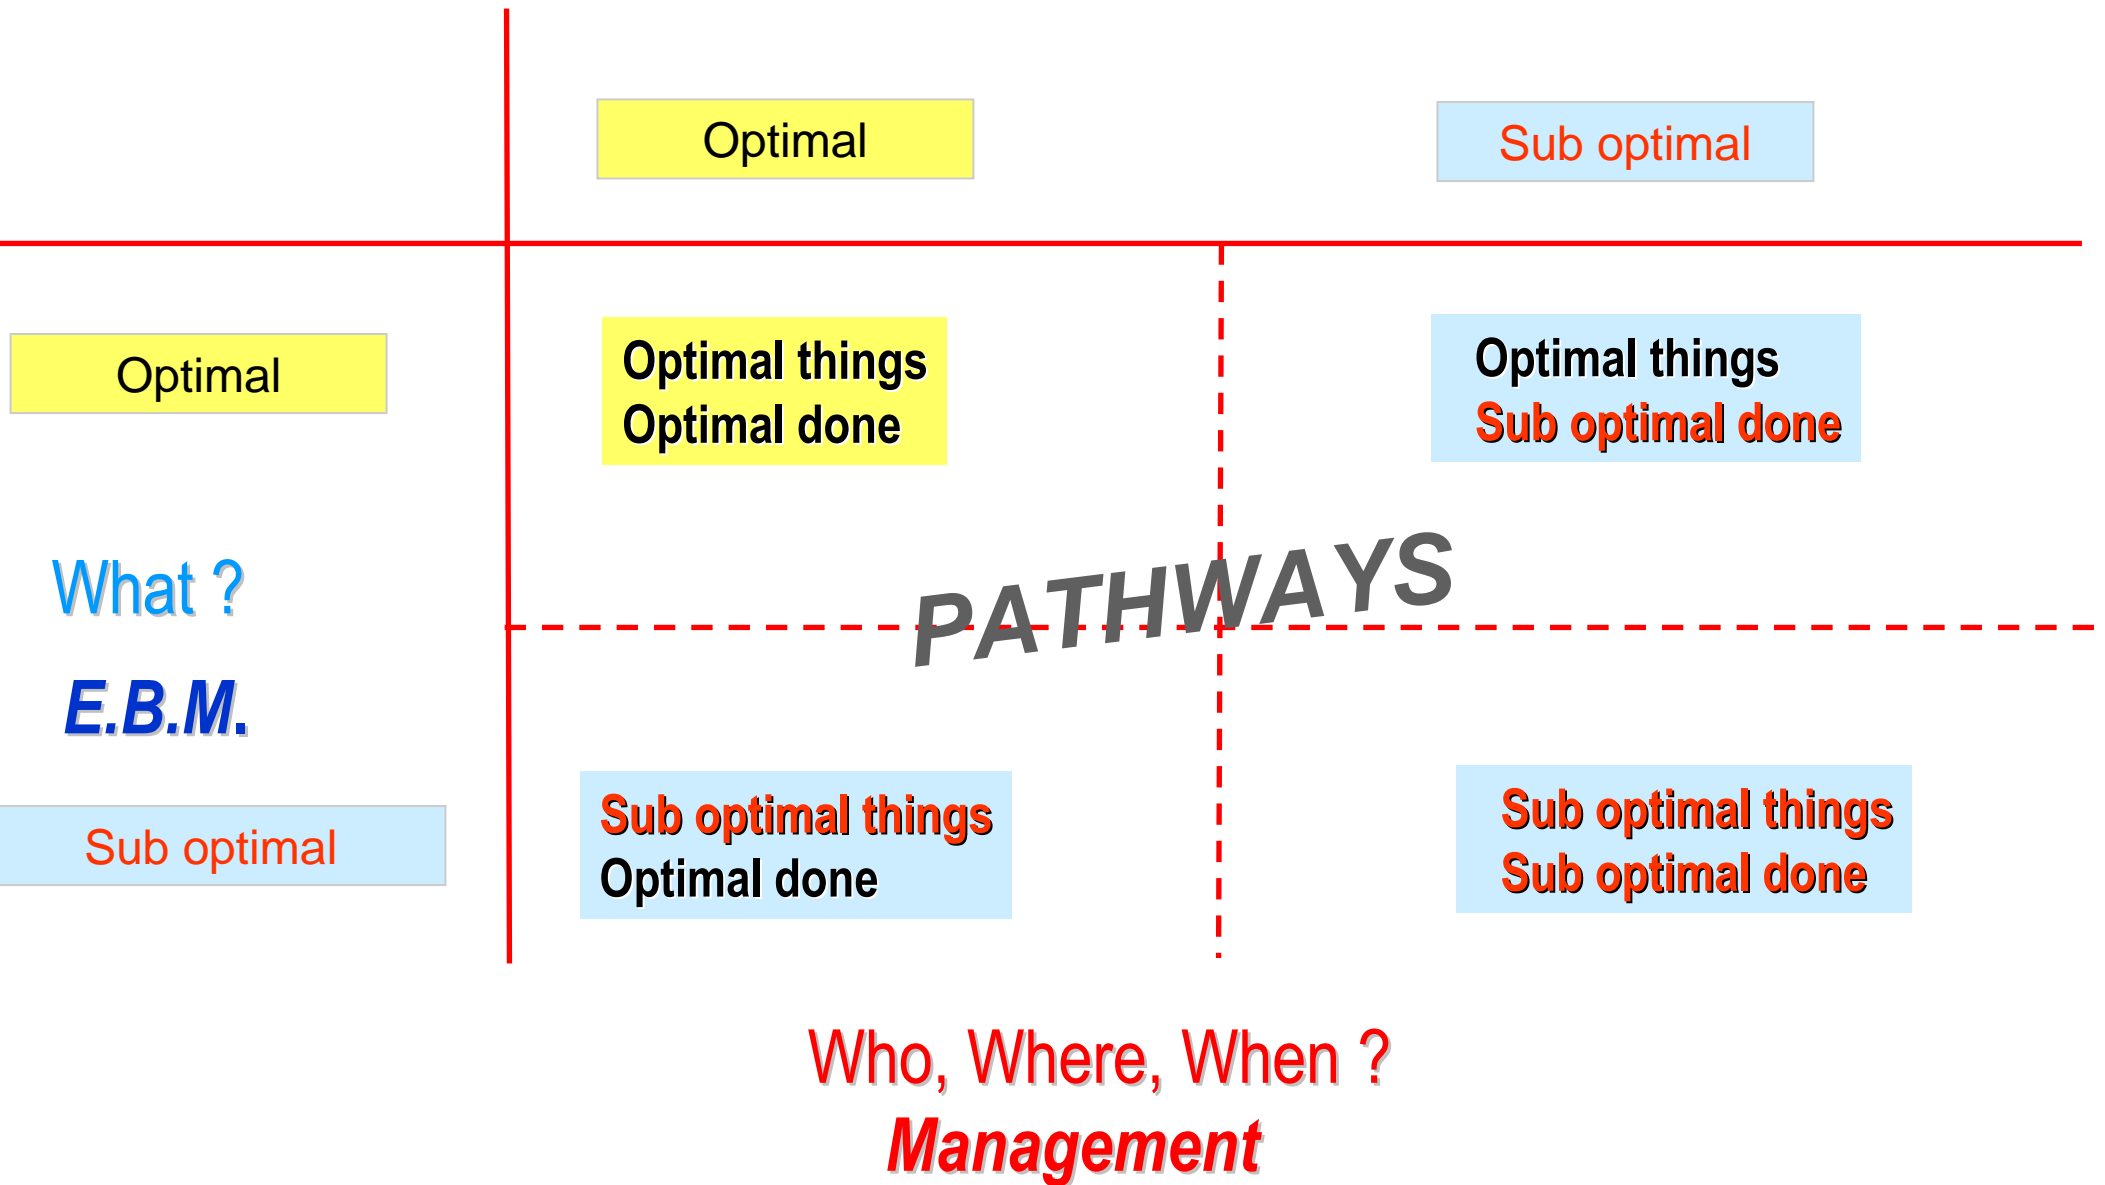 Optimal
Sub optimal
Optimal
Optimal things
Optimal done
Optimal things
Sub optimal done
What ?
PATHWAYS
E.B.M.
Sub optimal
Sub optimal things
Optimal done
Sub optimal things
Sub optimal done
Who, Where, When ?
Management